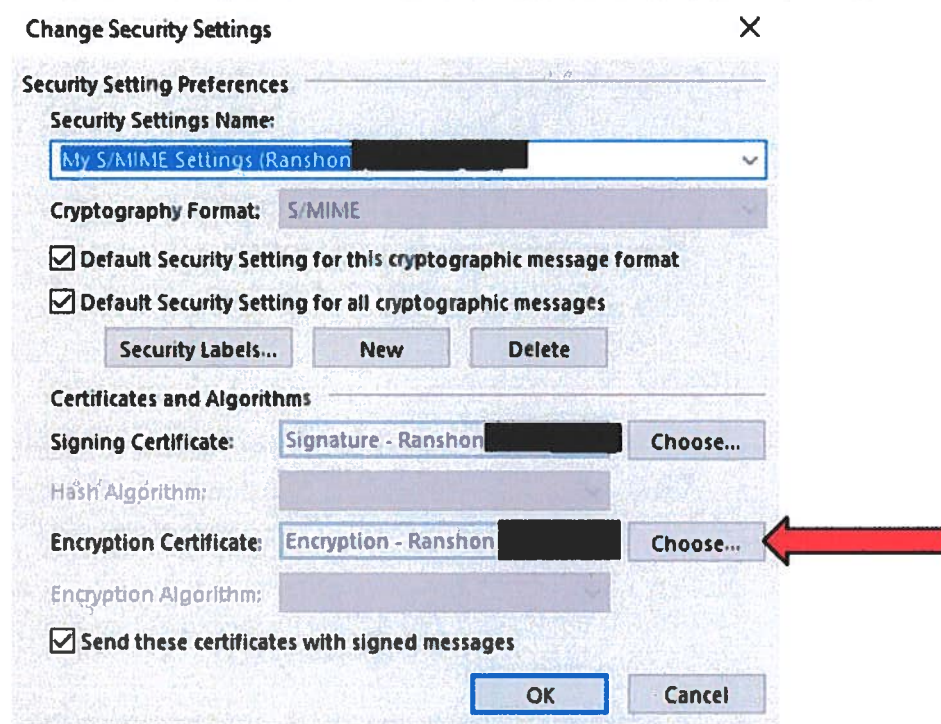 Change Security Settings
Security Setting Preferences
Security Settings Name:
My S/MIME Settings (Ranshon
Cryptography Format: S/MIME
Default Security Setting for this cryptographic message format
Default Security Setting for all cryptographic messages
Security Labels... New Delete
Certificates and Algorithms
Signing Certificate: Signature - Ranshon Choose...
Hash Algorithm:
Encryption Certificate: Encryption - Ranshon Choose...
Encryption Algorithm:
Send these certificates with signed messages
OK Cancel